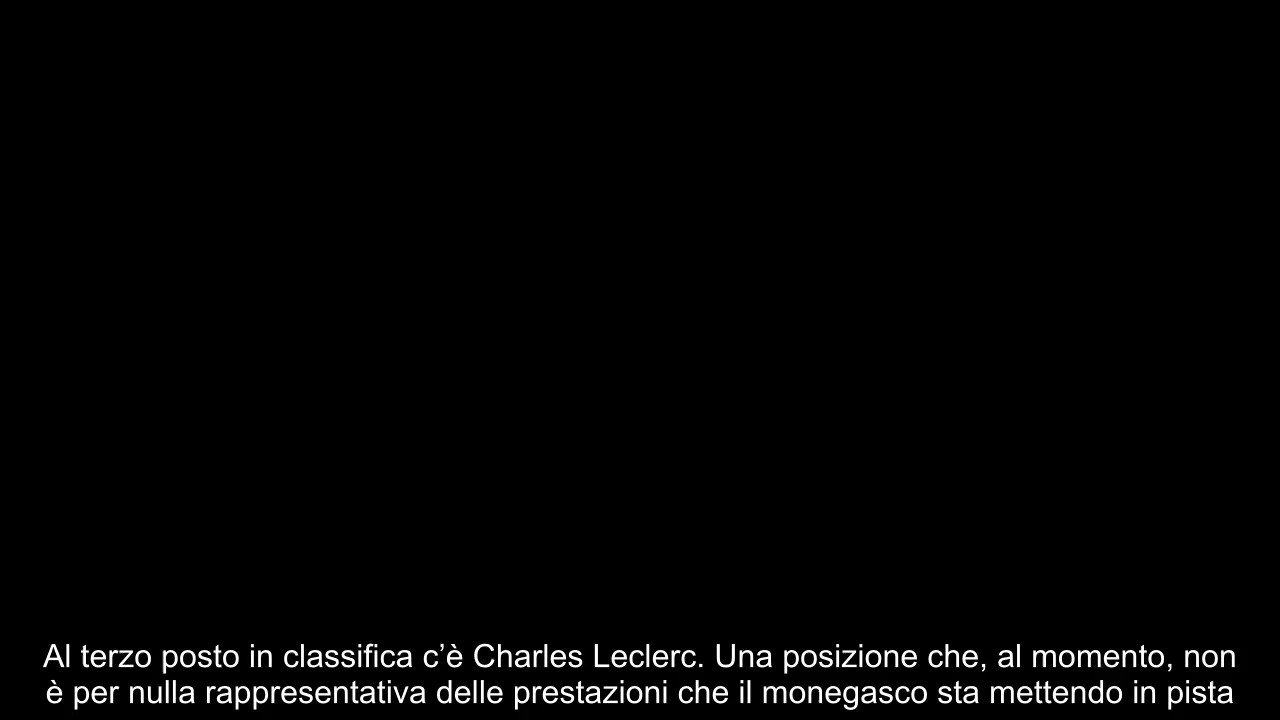 Al terzo posto in classifica c’è Charles Leclerc. Una posizione che, al momento, non
è per nulla rappresentativa delle prestazioni che il monegasco sta mettendo in pista